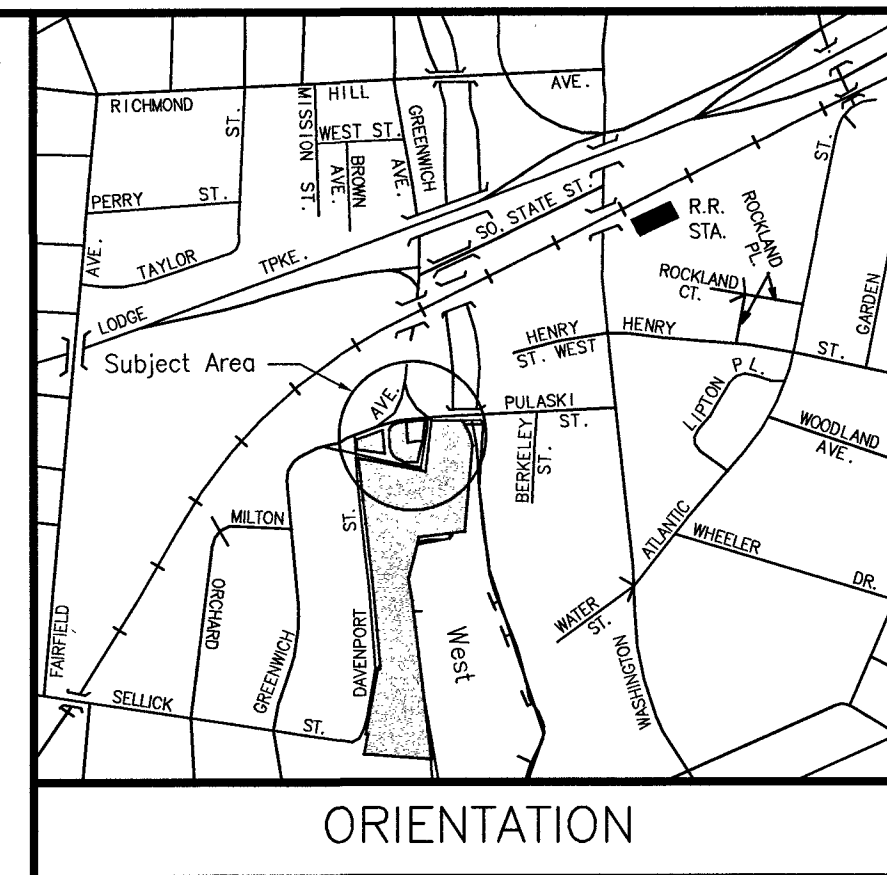 RICHMOND
HILL
AVE.
ST.
MISSION ST.
WEST ST.
BROWN
AVE.
GREENWICH
AVE.
PERRY ST.
TAYLOR
AVE.
LODGE
TPKE.
SO. STATE ST.
R.R.
STA.
ROCKLAND
PL.
ROCKLAND
CT.
ST.
GARDEN
HENRY
ST. WEST
HENRY
ST.
Subject Area
AVE.
PULASKI
ST.
BERKELEY
ST.
LIPTON
PL.
WOODLAND
AVE.
MILTON
ST.
ORCHARD
GREENWICH
DAVENPORT
West
ATLANTIC
WHEELER
DR.
WATER
ST.
WASHINGTON
FAIRFIELD
SELLICK
ST.
ORIENTATION